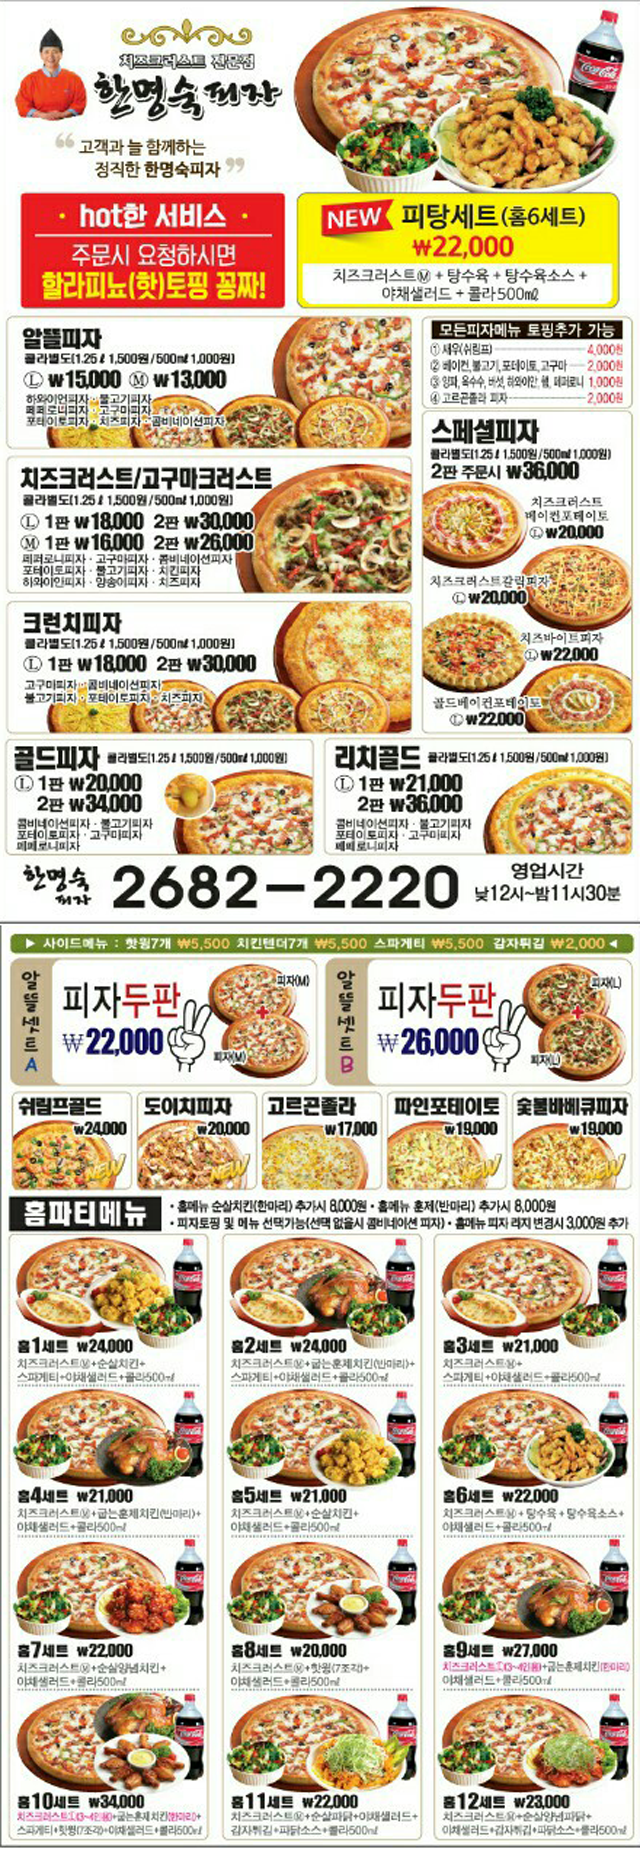 치즈크러스트 전문점
한명숙피자
“ 고객과 늘 함께하는
정직한 한명숙피자 ”
Coca-Cola
· hot한 서비스 ·
주문시 요청하시면
할라피뇨(핫)토핑 꽁짜!
NEW 피탕세트(홈6세트)
₩22,000
치즈크러스트Ⓜ + 탕수육 + 탕수육소스 +
야채샐러드 + 콜라 500㎖
알뜰피자
콜라별도(1.25ℓ 1,500원/500㎖ 1,000원)
Ⓛ ₩15,000 Ⓜ ₩13,000
하와이언피자 · 불고기피자
페페로니피자 · 고구마피자
포테이토피자 · 치즈피자 · 콤비네이션피자
모든피자메뉴 토핑추가 가능
① 새우(쉬림프) 4,000원
② 베이컨, 불고기, 포테이토, 고구마 2,000원
③ 양파, 옥수수, 버섯, 하와이안, 햄, 페퍼로니 1,000원
④ 고르곤졸라 피자 2,000원
치즈크러스트/고구마크러스트
콜라별도(1.25ℓ 1,500원/500㎖ 1,000원)
Ⓛ 1판 ₩18,000 2판 ₩30,000
Ⓜ 1판 ₩16,000 2판 ₩26,000
페퍼로니피자 · 고구마피자 · 콤비네이션피자
포테이토피자 · 불고기피자 · 치킨피자
하와이안피자 · 양송이피자 · 치즈피자
스페셜피자
콜라별도(1.25ℓ 1,500원/500㎖ 1,000원)
2판 주문시 ₩36,000
치즈크러스트
베이컨포테이토
Ⓛ ₩20,000
치즈크러스트갈릭피자
Ⓛ ₩20,000
치즈바이트피자
Ⓛ ₩22,000
골드베이컨포테이토
Ⓛ ₩22,000
크런치피자
콜라별도(1.25ℓ 1,500원/500㎖ 1,000원)
Ⓛ 1판 ₩18,000 2판 ₩30,000
고구마피자 · 콤비네이션피자
불고기피자 · 포테이토피자 · 치즈피자
골드피자 콜라별도(1.25ℓ 1,500원/500㎖ 1,000원)
Ⓛ 1판 ₩20,000
2판 ₩34,000
콤비네이션피자 · 불고기피자
포테이토피자 · 고구마피자
페페로니피자
리치골드 콜라별도(1.25ℓ 1,500원/500㎖ 1,000원)
Ⓛ 1판 ₩21,000
2판 ₩36,000
콤비네이션피자 · 불고기피자
포테이토피자 · 고구마피자
페페로니피자
한명숙
피자
2682-2220
영업시간
낮12시~밤11시30분
▶ 사이드메뉴 : 핫윙7개 ₩5,500 치킨텐더7개 ₩5,500 스파게티 ₩5,500 감자튀김 ₩2,000 ◀
알뜰세트A
피자두판
₩22,000
피자(M)
+
피자(M)
알뜰세트B
피자두판
₩26,000
피자(L)
+
피자(L)
쉬림프골드
₩24,000
NEW
도이치피자
₩20,000
NEW
고르곤졸라
₩17,000
파인포테이토
₩19,000
NEW
숯불바베큐피자
₩19,000
NEW
홈파티메뉴
· 홈메뉴 순살치킨(한마리) 추가시 8,000원 · 홈메뉴 훈제(반마리) 추가시 8,000원
· 피자토핑 및 메뉴 선택가능(선택 없을시 콤비네이션 피자) · 홈메뉴 피자 라지 변경시 3,000원 추가
홈1세트 ₩24,000
치즈크러스트Ⓜ+순살치킨+
스파게티+야채샐러드+콜라500㎖
홈2세트 ₩24,000
치즈크러스트Ⓜ+굽는훈제치킨(반마리)+
스파게티+야채샐러드+콜라500㎖
홈3세트 ₩21,000
치즈크러스트Ⓜ+
스파게티+야채샐러드+콜라500㎖
홈4세트 ₩21,000
치즈크러스트Ⓜ+굽는훈제치킨(반마리)+
야채샐러드+콜라500㎖
홈5세트 ₩21,000
치즈크러스트Ⓜ+순살치킨+
야채샐러드+콜라500㎖
홈6세트 ₩22,000
치즈크러스트Ⓜ + 탕수육 + 탕수육소스 +
야채샐러드+콜라500㎖
홈7세트 ₩22,000
치즈크러스트Ⓜ+순살양념치킨+
야채샐러드+콜라500㎖
홈8세트 ₩20,000
치즈크러스트Ⓜ+핫윙(7조각)+
야채샐러드+콜라500㎖
홈9세트 ₩27,000
치즈크러스트Ⓛ(3~4인용)+굽는훈제치킨(한마리)+
야채샐러드+콜라500㎖
홈10세트 ₩34,000
치즈크러스트Ⓛ(3~4인용)+굽는훈제치킨(한마리)+
스파게티+핫윙(7조각)+야채샐러드+콜라500㎖
홈11세트 ₩22,000
치즈크러스트Ⓜ+순살파닭+야채샐러드+
감자튀김+파닭소스+콜라500㎖
홈12세트 ₩23,000
치즈크러스트Ⓜ+순살양념파닭+
야채샐러드+감자튀김+파닭소스+콜라500㎖